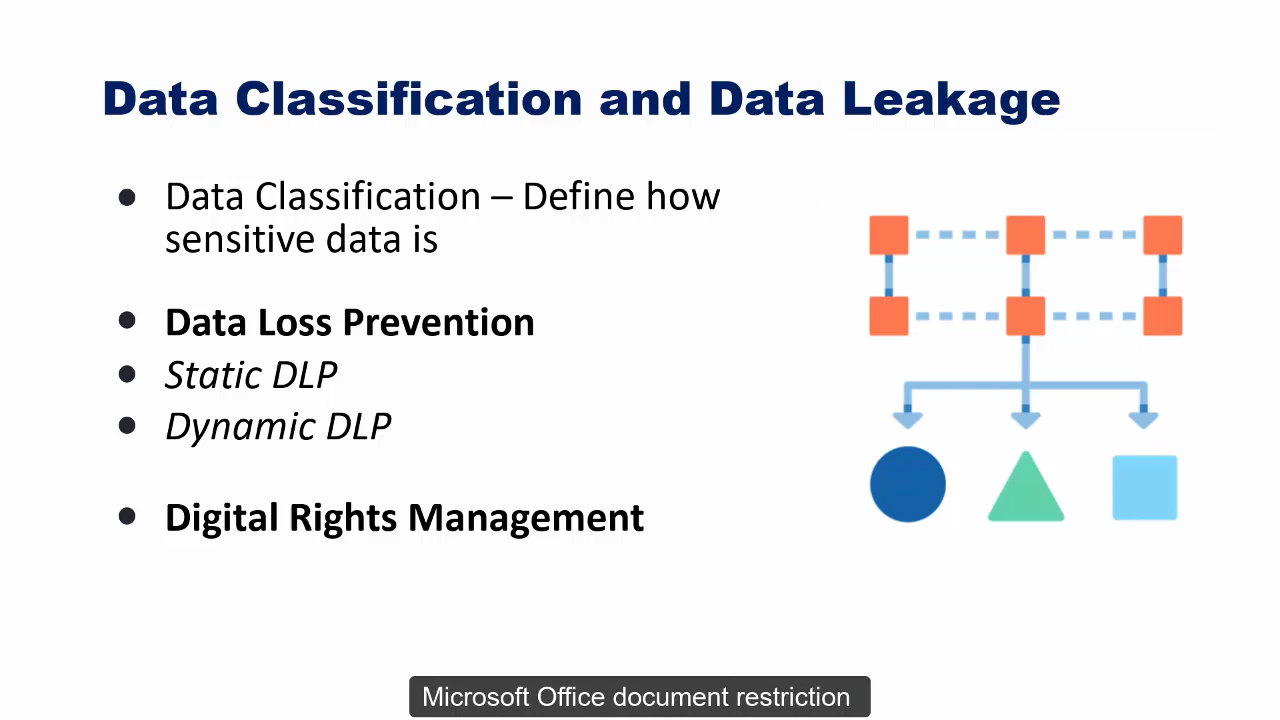 Data Classification and Data Leakage
• Data Classification – Define how
sensitive data is
• Data Loss Prevention
• Static DLP
• Dynamic DLP
• Digital Rights Management
Microsoft Office document restriction